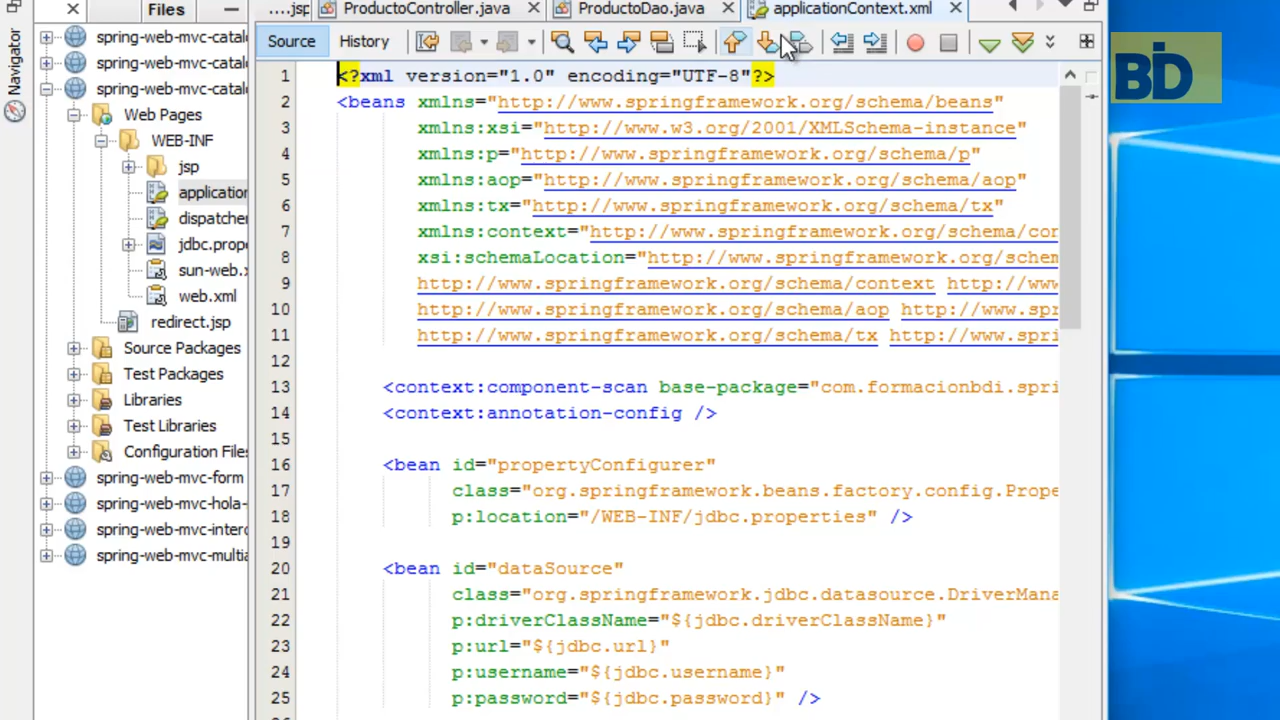 Files
....jsp
ProductoController.java
ProductoDao.java
applicationContext.xml
Source
History
Navigator
BD
spring-web-mvc-catal
spring-web-mvc-catal
spring-web-mvc-catal
Web Pages
WEB-INF
jsp
application
dispatcher
jdbc.prope
sun-web.x
web.xml
redirect.jsp
Source Packages
Test Packages
Libraries
Test Libraries
Configuration Files
spring-web-mvc-form
spring-web-mvc-hola-
spring-web-mvc-interc
spring-web-mvc-multia
1 <?xml version="1.0" encoding="UTF-8"?>
2 <beans xmlns="http://www.springframework.org/schema/beans"
3 xmlns:xsi="http://www.w3.org/2001/XMLSchema-instance"
4 xmlns:p="http://www.springframework.org/schema/p"
5 xmlns:aop="http://www.springframework.org/schema/aop"
6 xmlns:tx="http://www.springframework.org/schema/tx"
7 xmlns:context="http://www.springframework.org/schema/con
8 xsi:schemaLocation="http://www.springframework.org/schem
9 http://www.springframework.org/schema/context http://www
10 http://www.springframework.org/schema/aop http://www.spr
11 http://www.springframework.org/schema/tx http://www.spri
12
13 <context:component-scan base-package="com.formacionbdi.spri
14 <context:annotation-config />
15
16 <bean id="propertyConfigurer"
17 class="org.springframework.beans.factory.config.Prope
18 p:location="/WEB-INF/jdbc.properties" />
19
20 <bean id="dataSource"
21 class="org.springframework.jdbc.datasource.DriverMana
22 p:driverClassName="${jdbc.driverClassName}"
23 p:url="${jdbc.url}"
24 p:username="${jdbc.username}"
25 p:password="${jdbc.password}" />